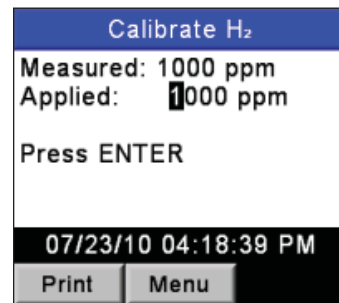 Calibrate H₂
Measured: 1000 ppm
Applied: 1000 ppm
Press ENTER
07/23/10 04:18:39 PM
Print Menu